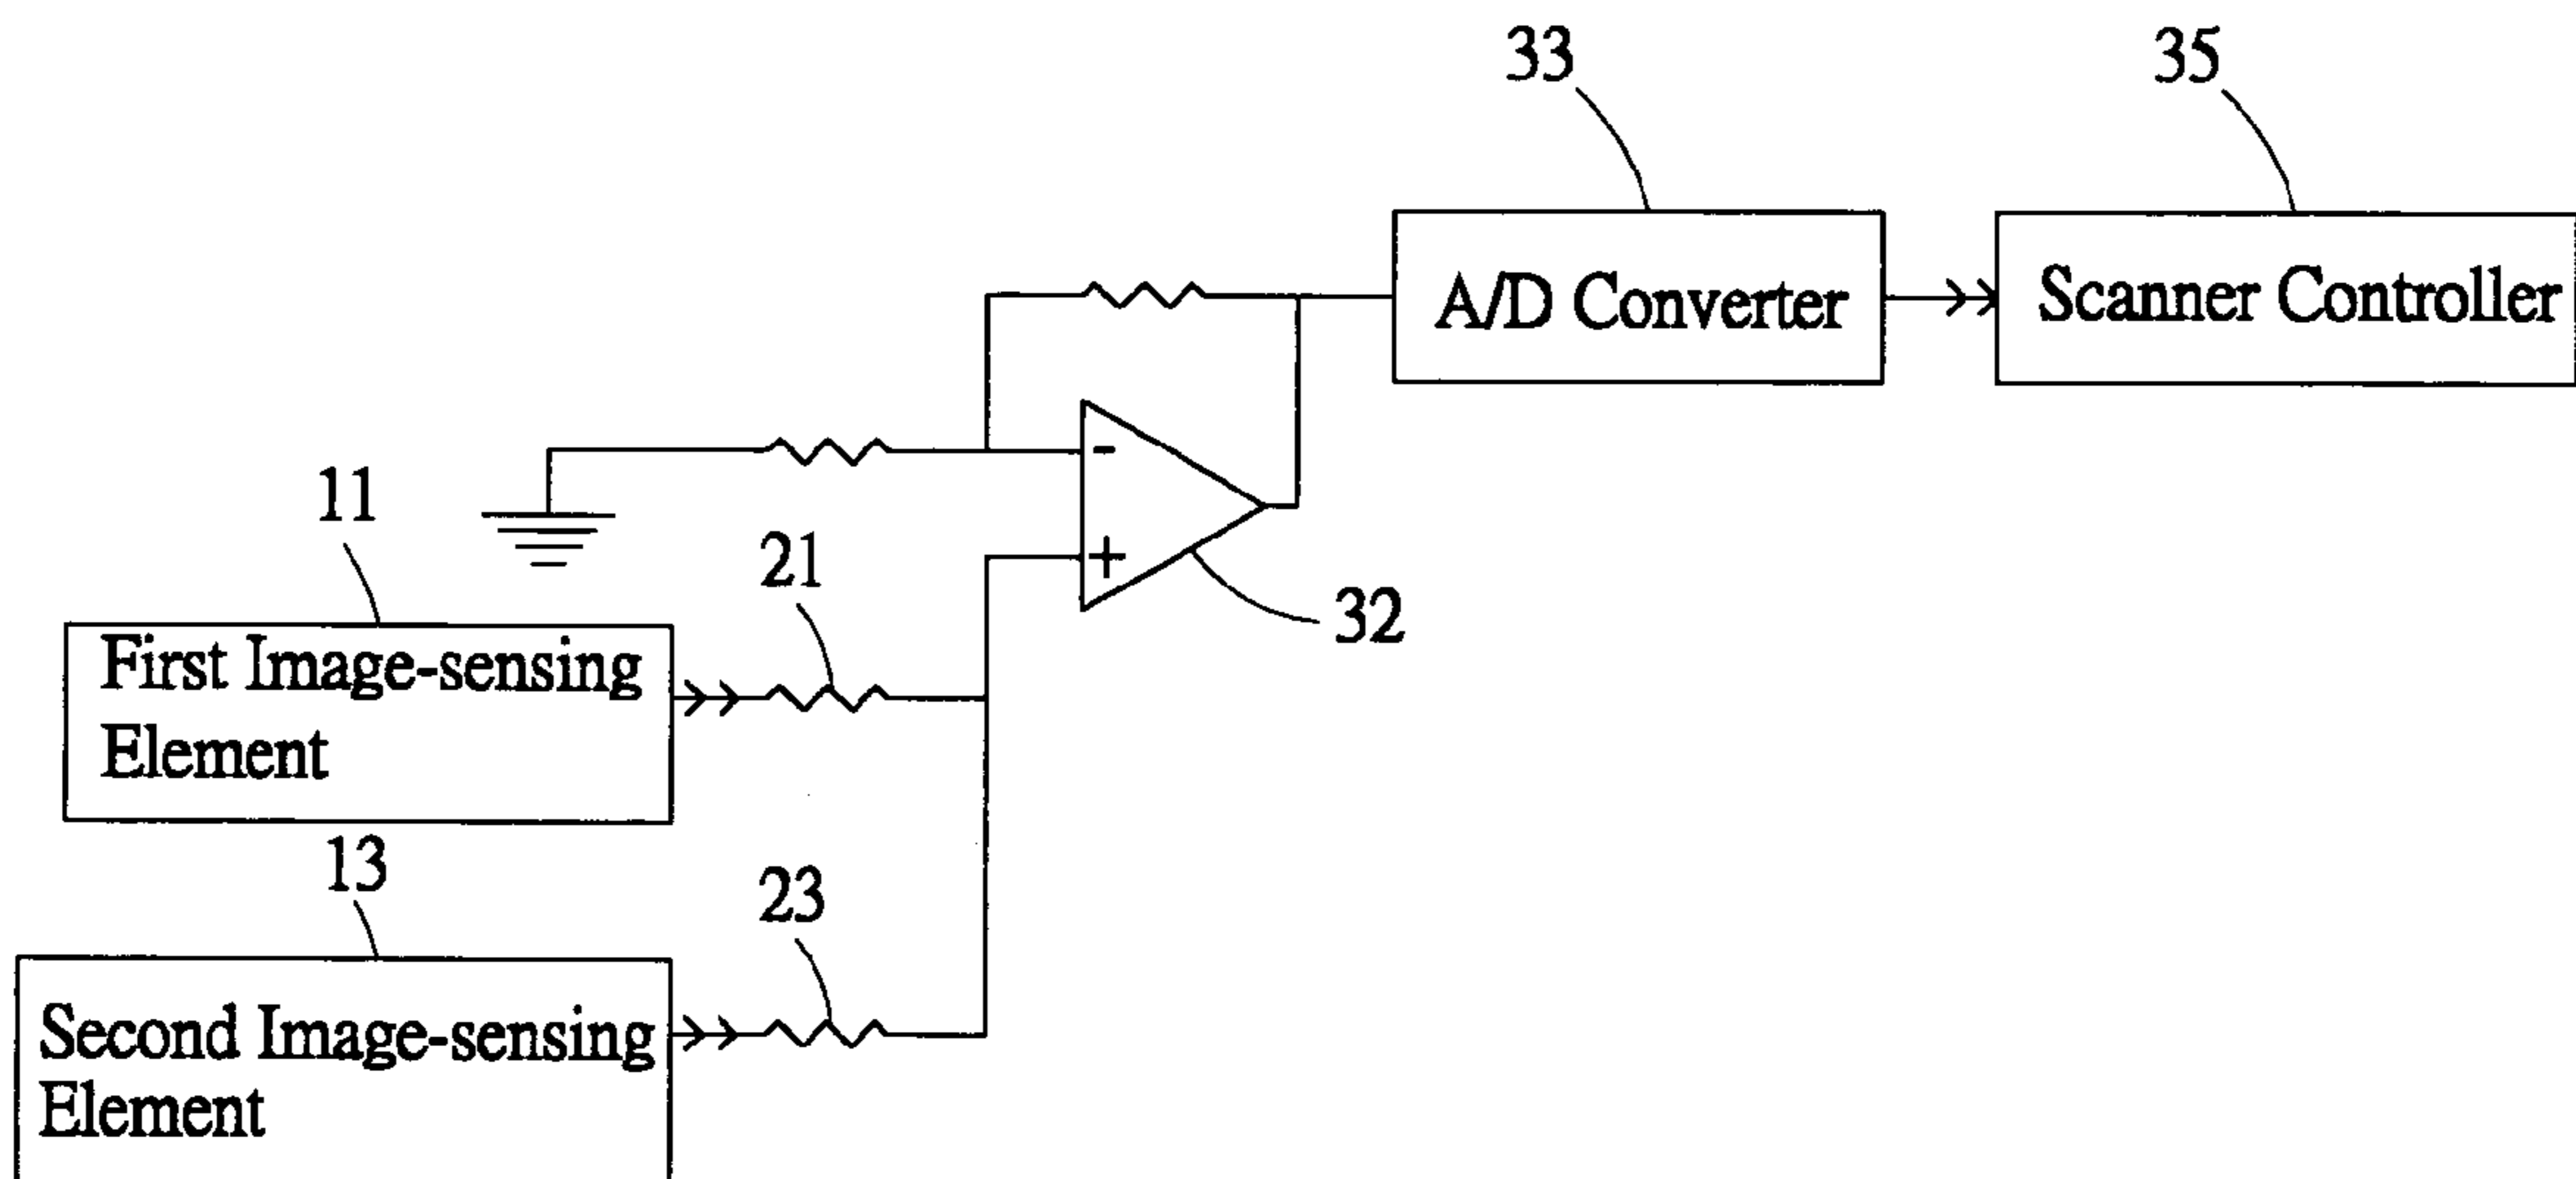 33
35
A/D Converter
Scanner Controller
-
11
21
+
32
First Image-sensing
Element
13
23
Second Image-sensing
Element